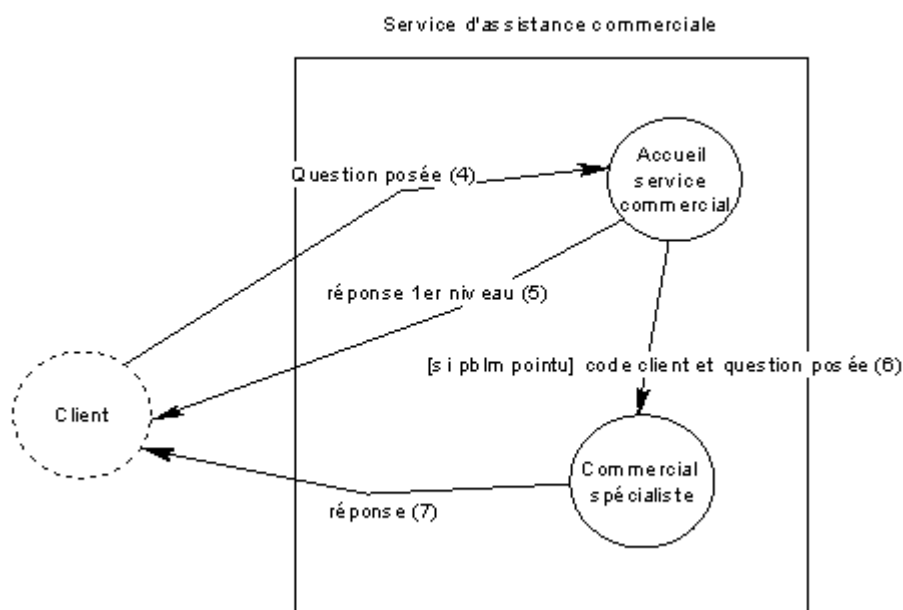 Service d'assistance commerciale
Accueil
service
commercial
Question posée (4)
réponse 1er niveau (5)
[si pblm pointu] code client et question posée (6)
Client
Commercial
spécialiste
réponse (7)